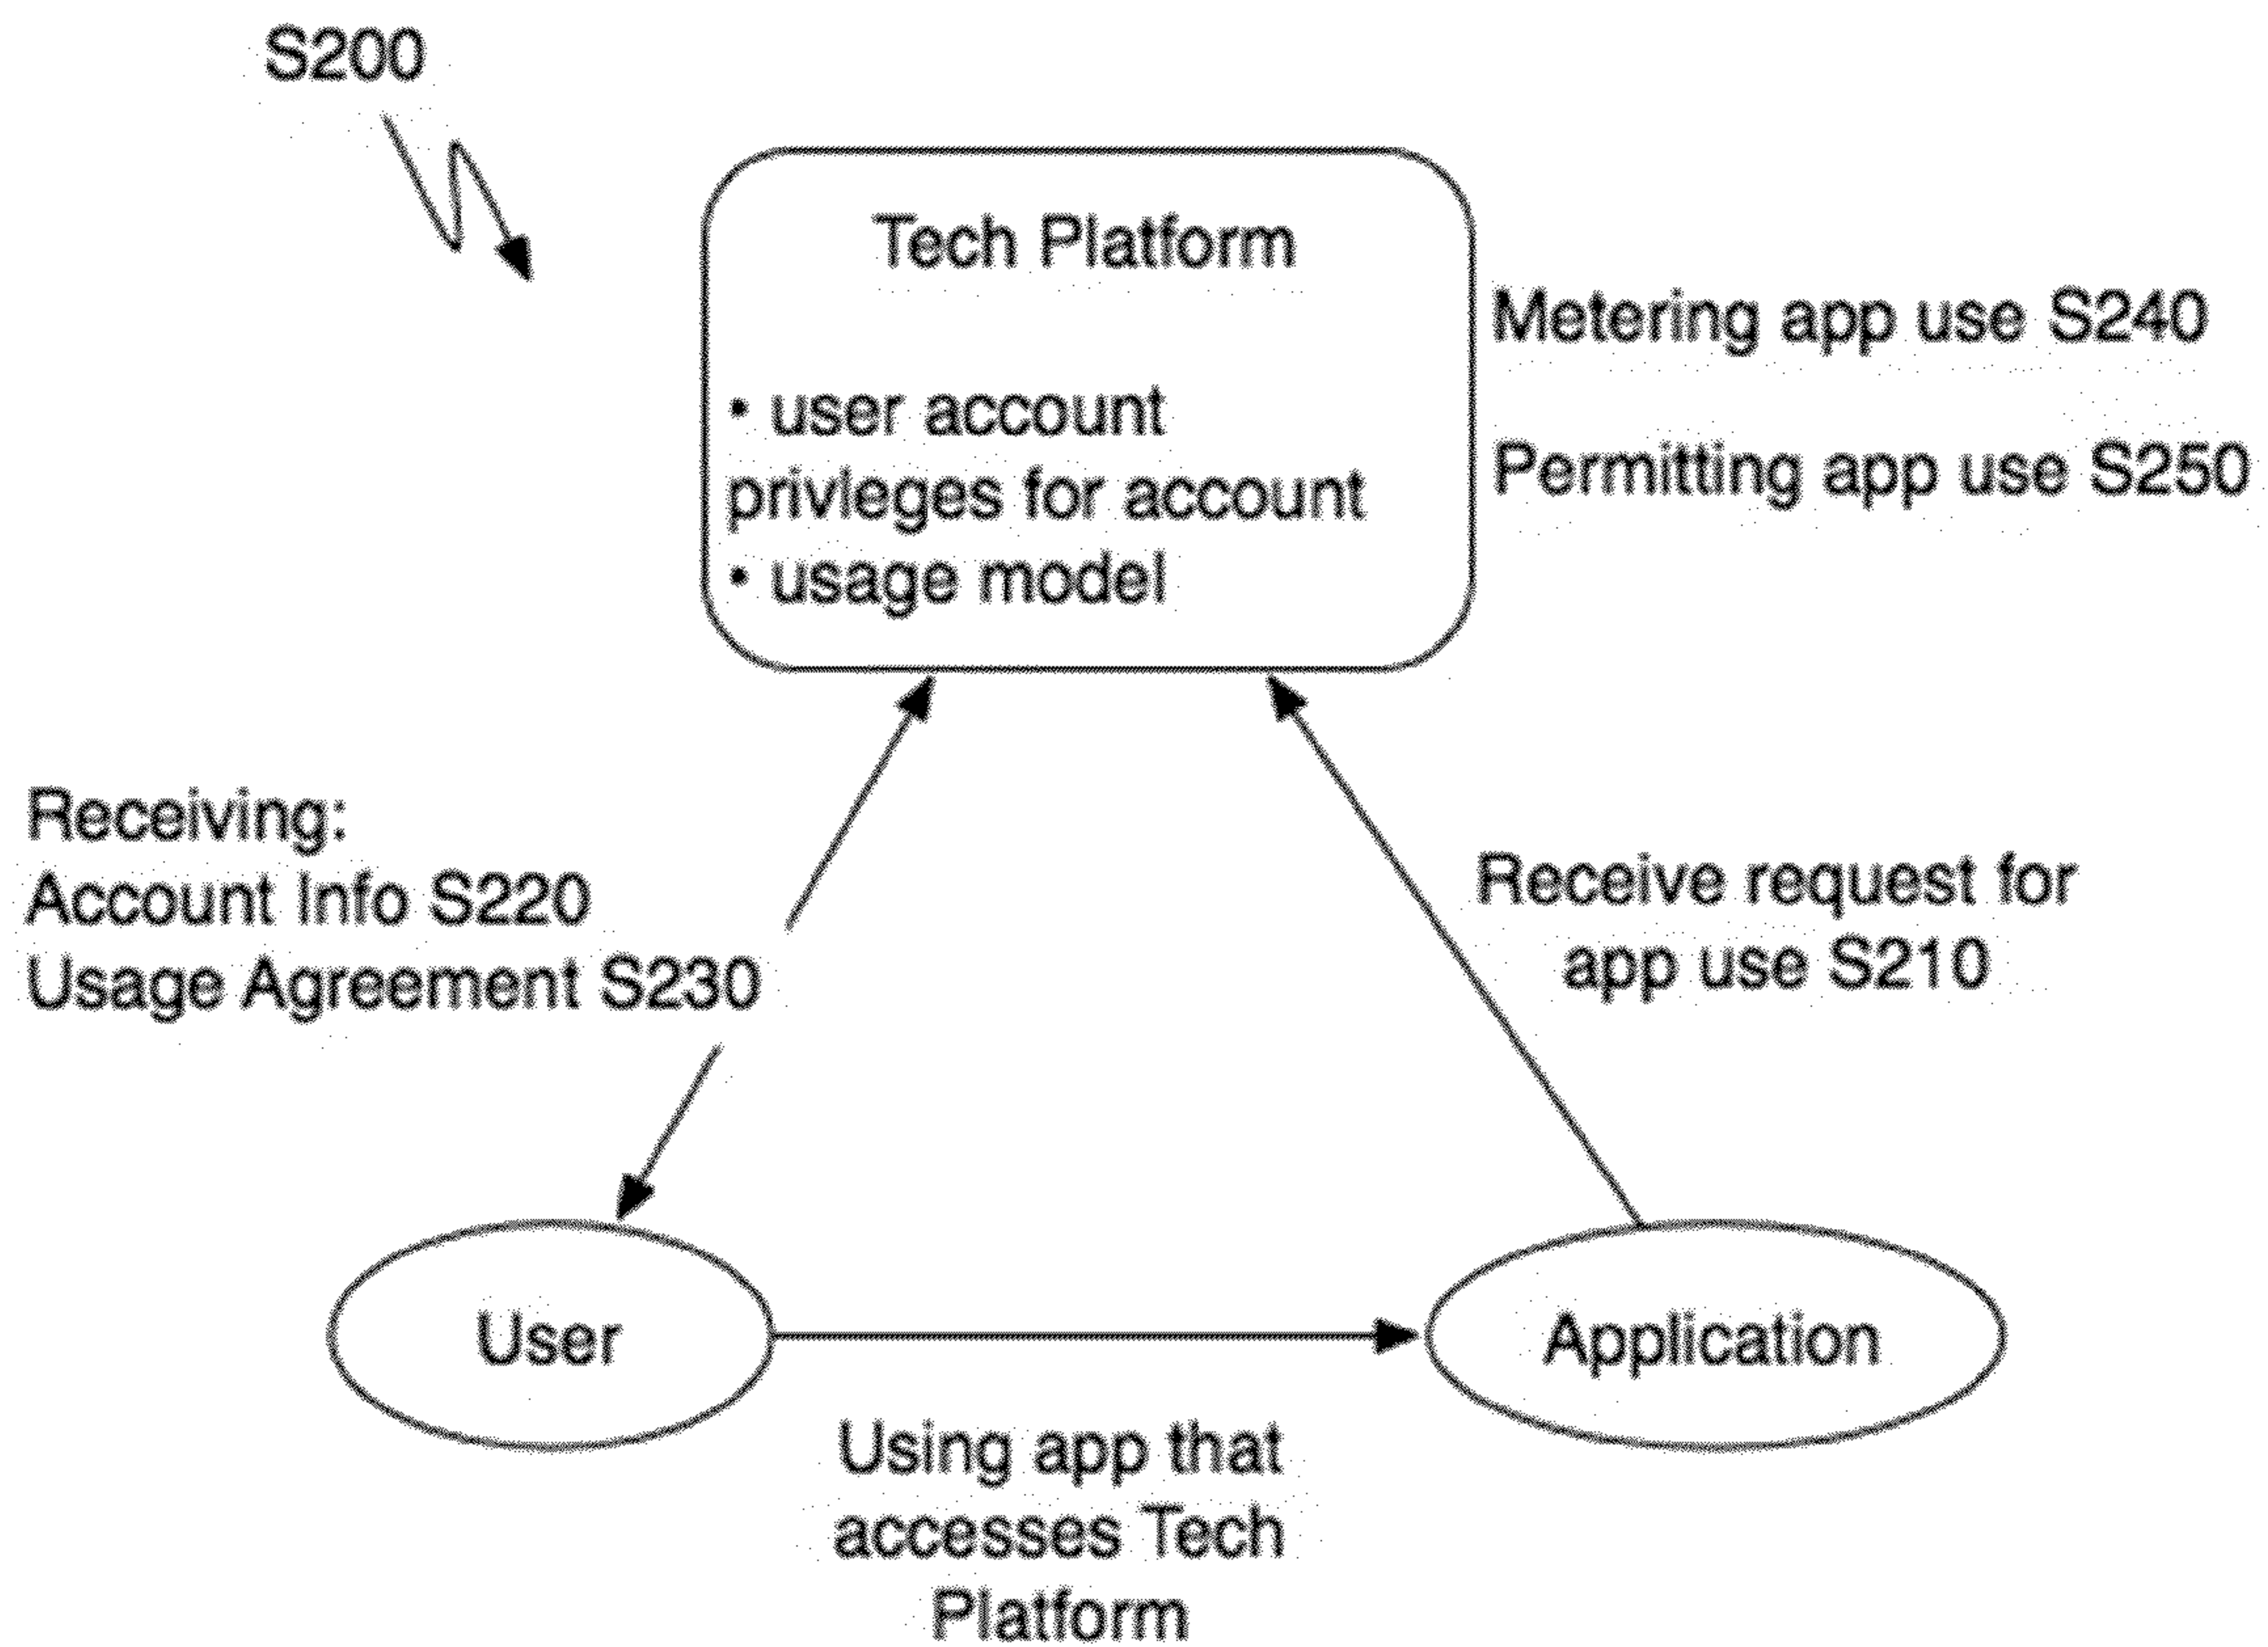 S200
Tech Platform
• user account
privleges for account
• usage model
Metering app use S240
Permitting app use S250
Receiving:
Account Info S220
Usage Agreement S230
Receive request for
app use S210
User
Application
Using app that
accesses Tech
Platform